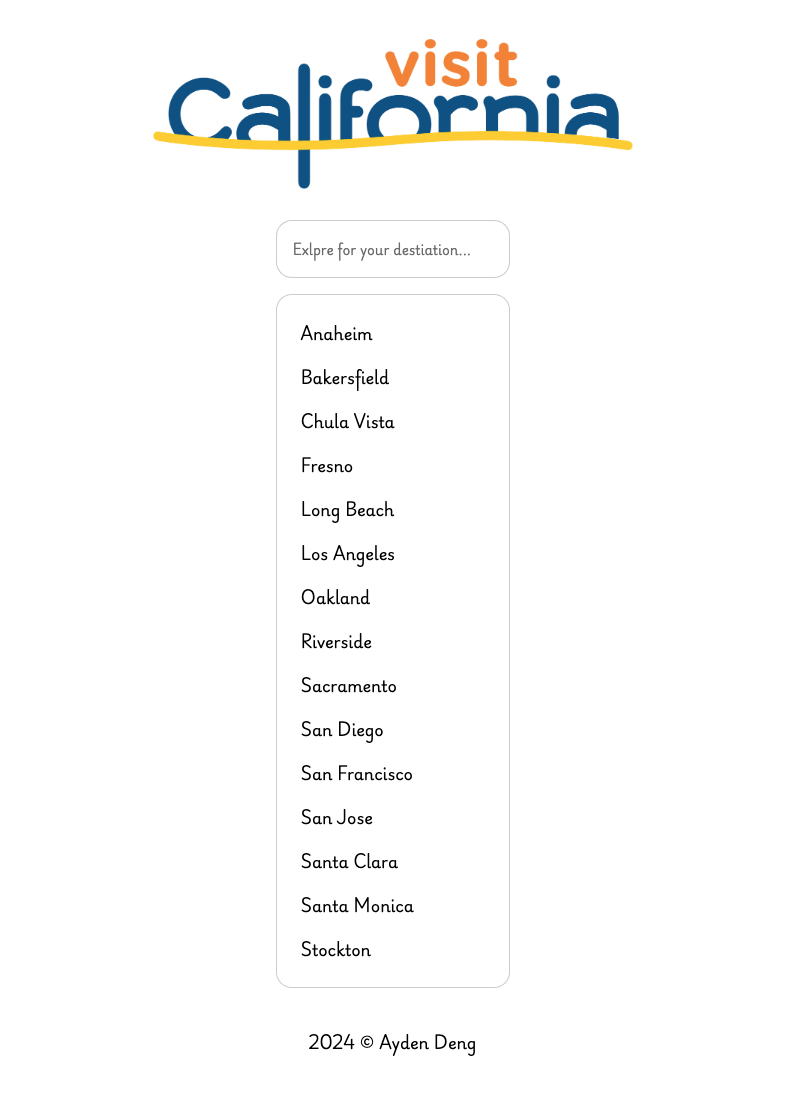 visit
California
Exlpre for your destiation...
Anaheim
Bakersfield
Chula Vista
Fresno
Long Beach
Los Angeles
Oakland
Riverside
Sacramento
San Diego
San Francisco
San Jose
Santa Clara
Santa Monica
Stockton
2024 © Ayden Deng